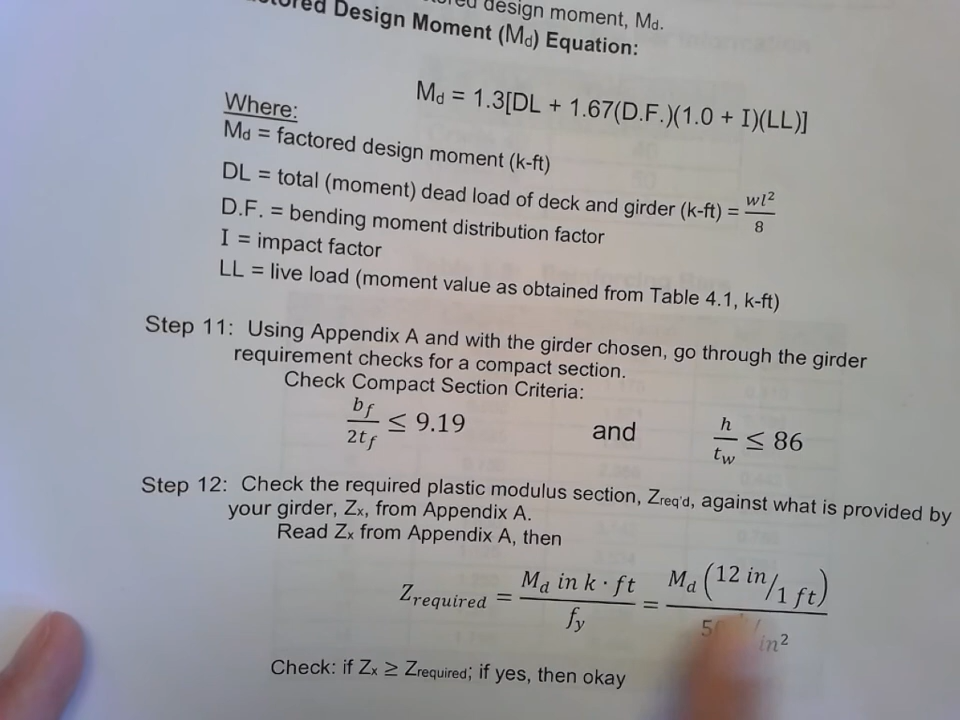 design moment, Md.
Design Moment (Md) Equation:
Md = 1.3[DL + 1.67(D.F.)(1.0 + I)(LL)]
Where:
Md = factored design moment (k-ft)
DL = total (moment) dead load of deck and girder (k-ft) = wl²/8
D.F. = bending moment distribution factor
I = impact factor
LL = live load (moment value as obtained from Table 4.1, k-ft)
Step 11: Using Appendix A and with the girder chosen, go through the girder
requirement checks for a compact section.
Check Compact Section Criteria:
bf/2tf ≤ 9.19 and h/tw ≤ 86
Step 12: Check the required plastic modulus section, Zreq'd, against what is provided by
your girder, Zx, from Appendix A.
Read Zx from Appendix A, then
Zrequired = Md in k · ft / fy = Md (12 in/1 ft) / in²
Check: if Zx ≥ Zrequired; if yes, then okay